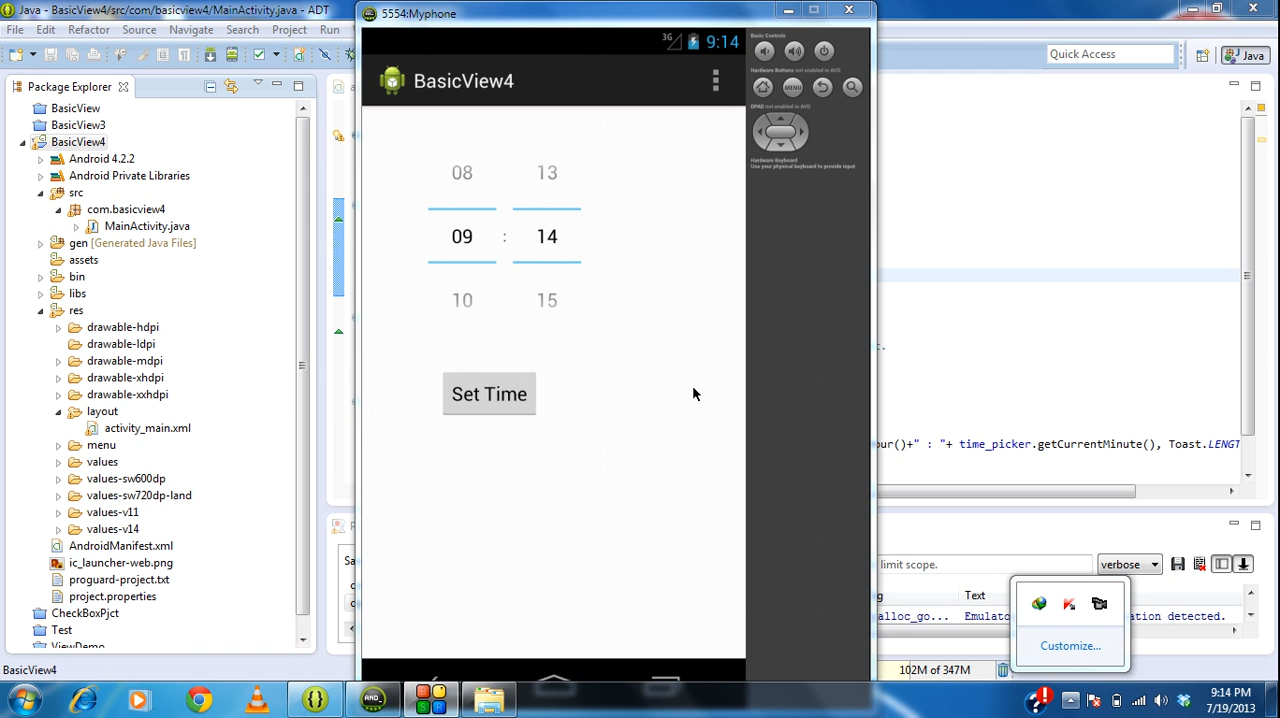 Java - BasicView4/src/com/basicview4/MainActivity.java - ADT
5554:Myphone
File Edit Refactor Source Navigate Search Project Run
Quick Access
Java
Package Explorer
BasicView
BasicView3
BasicView4
Android 4.2.2
Android Private Libraries
src
com.basicview4
MainActivity.java
gen [Generated Java Files]
assets
bin
libs
res
drawable-hdpi
drawable-ldpi
drawable-mdpi
drawable-xhdpi
drawable-xxhdpi
layout
activity_main.xml
menu
values
values-sw600dp
values-sw720dp-land
values-v11
values-v14
AndroidManifest.xml
ic_launcher-web.png
proguard-project.txt
project.properties
CheckBoxPjct
Test
ViewDemo
BasicView4
3G 9:14
BasicView4
08 13
09 : 14
10 15
Set Time
Basic Controls
Hardware Buttons not enabled in AVD
MENU
DPAD not enabled in AVD
Hardware Keyboard
Use your physical keyboard to provide input
our()+" : "+ time_picker.getCurrentMinute(), Toast.LENGT
limit scope.
verbose
Text
alloc_go...
Emulato
ation detected.
Customize...
102M of 347M
9:14 PM
7/19/2013